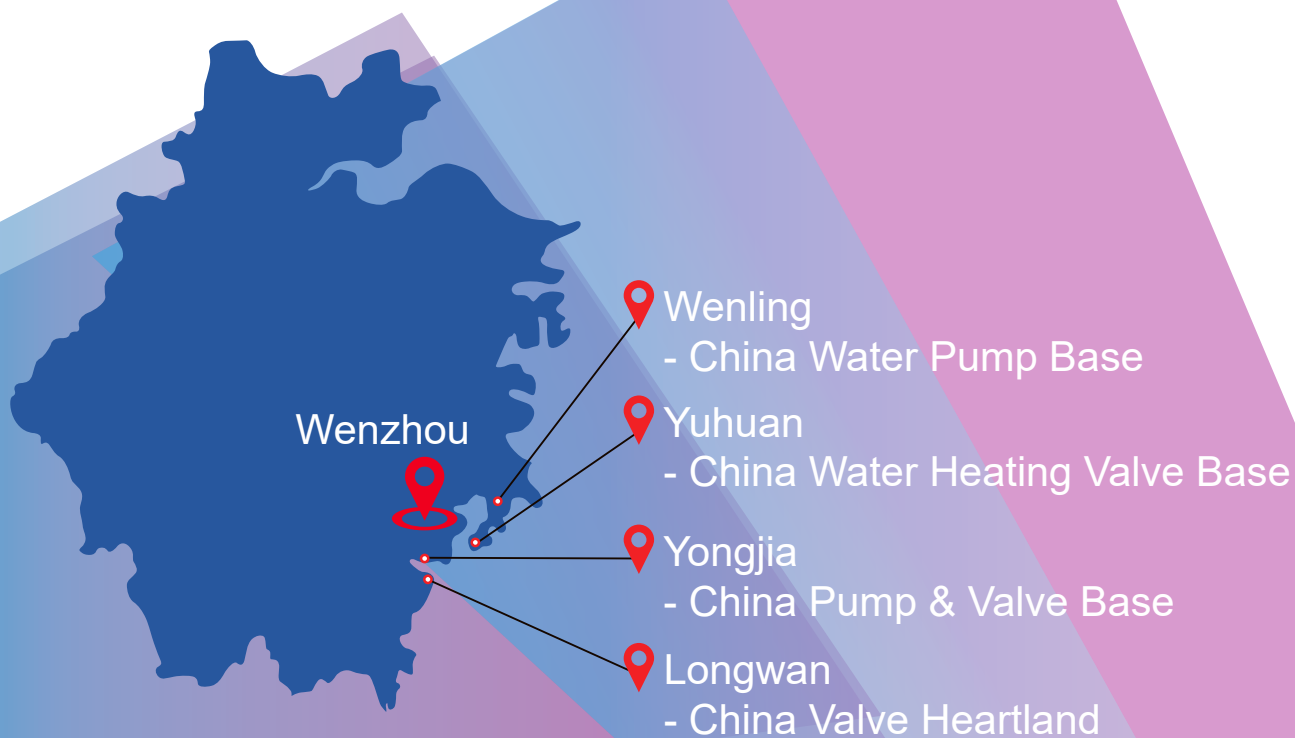 Wenzhou
Wenling
- China Water Pump Base
Yuhuan
- China Water Heating Valve Base
Yongjia
- China Pump & Valve Base
Longwan
- China Valve Heartland